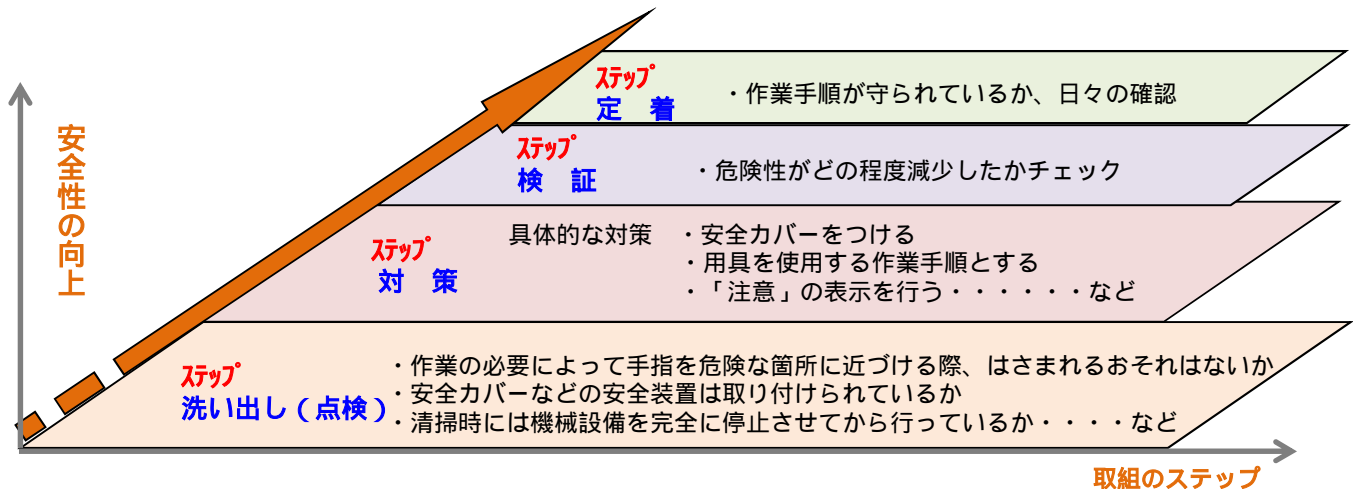 ステップ
定　着
・作業手順が守られているか、日々の確認
ステップ
検　証
・危険性がどの程度減少したかチェック
ステップ
対　策
具体的な対策　・安全カバーをつける
・用具を使用する作業手順とする
・「注意」の表示を行う・・・・・・など
ステップ
洗い出し（点検）
・作業の必要によって手指を危険な箇所に近づける際、はさまれるおそれはないか
・安全カバーなどの安全装置は取り付けられているか
・清掃時には機械設備を完全に停止させてから行っているか・・・・など
安全性の向上
取組のステップ